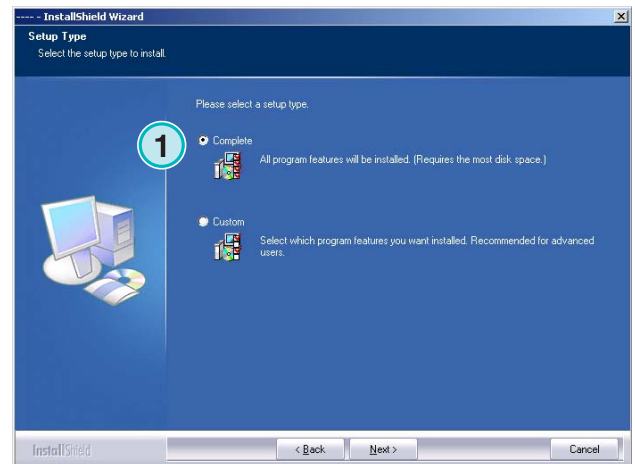 ---- - InstallShield Wizard
Setup Type
Select the setup type to install.
Please select a setup type.
1
Complete
All program features will be installed. (Requires the most disk space.)
Custom
Select which program features you want installed. Recommended for advanced
users.
InstallShield
< Back
Next >
Cancel